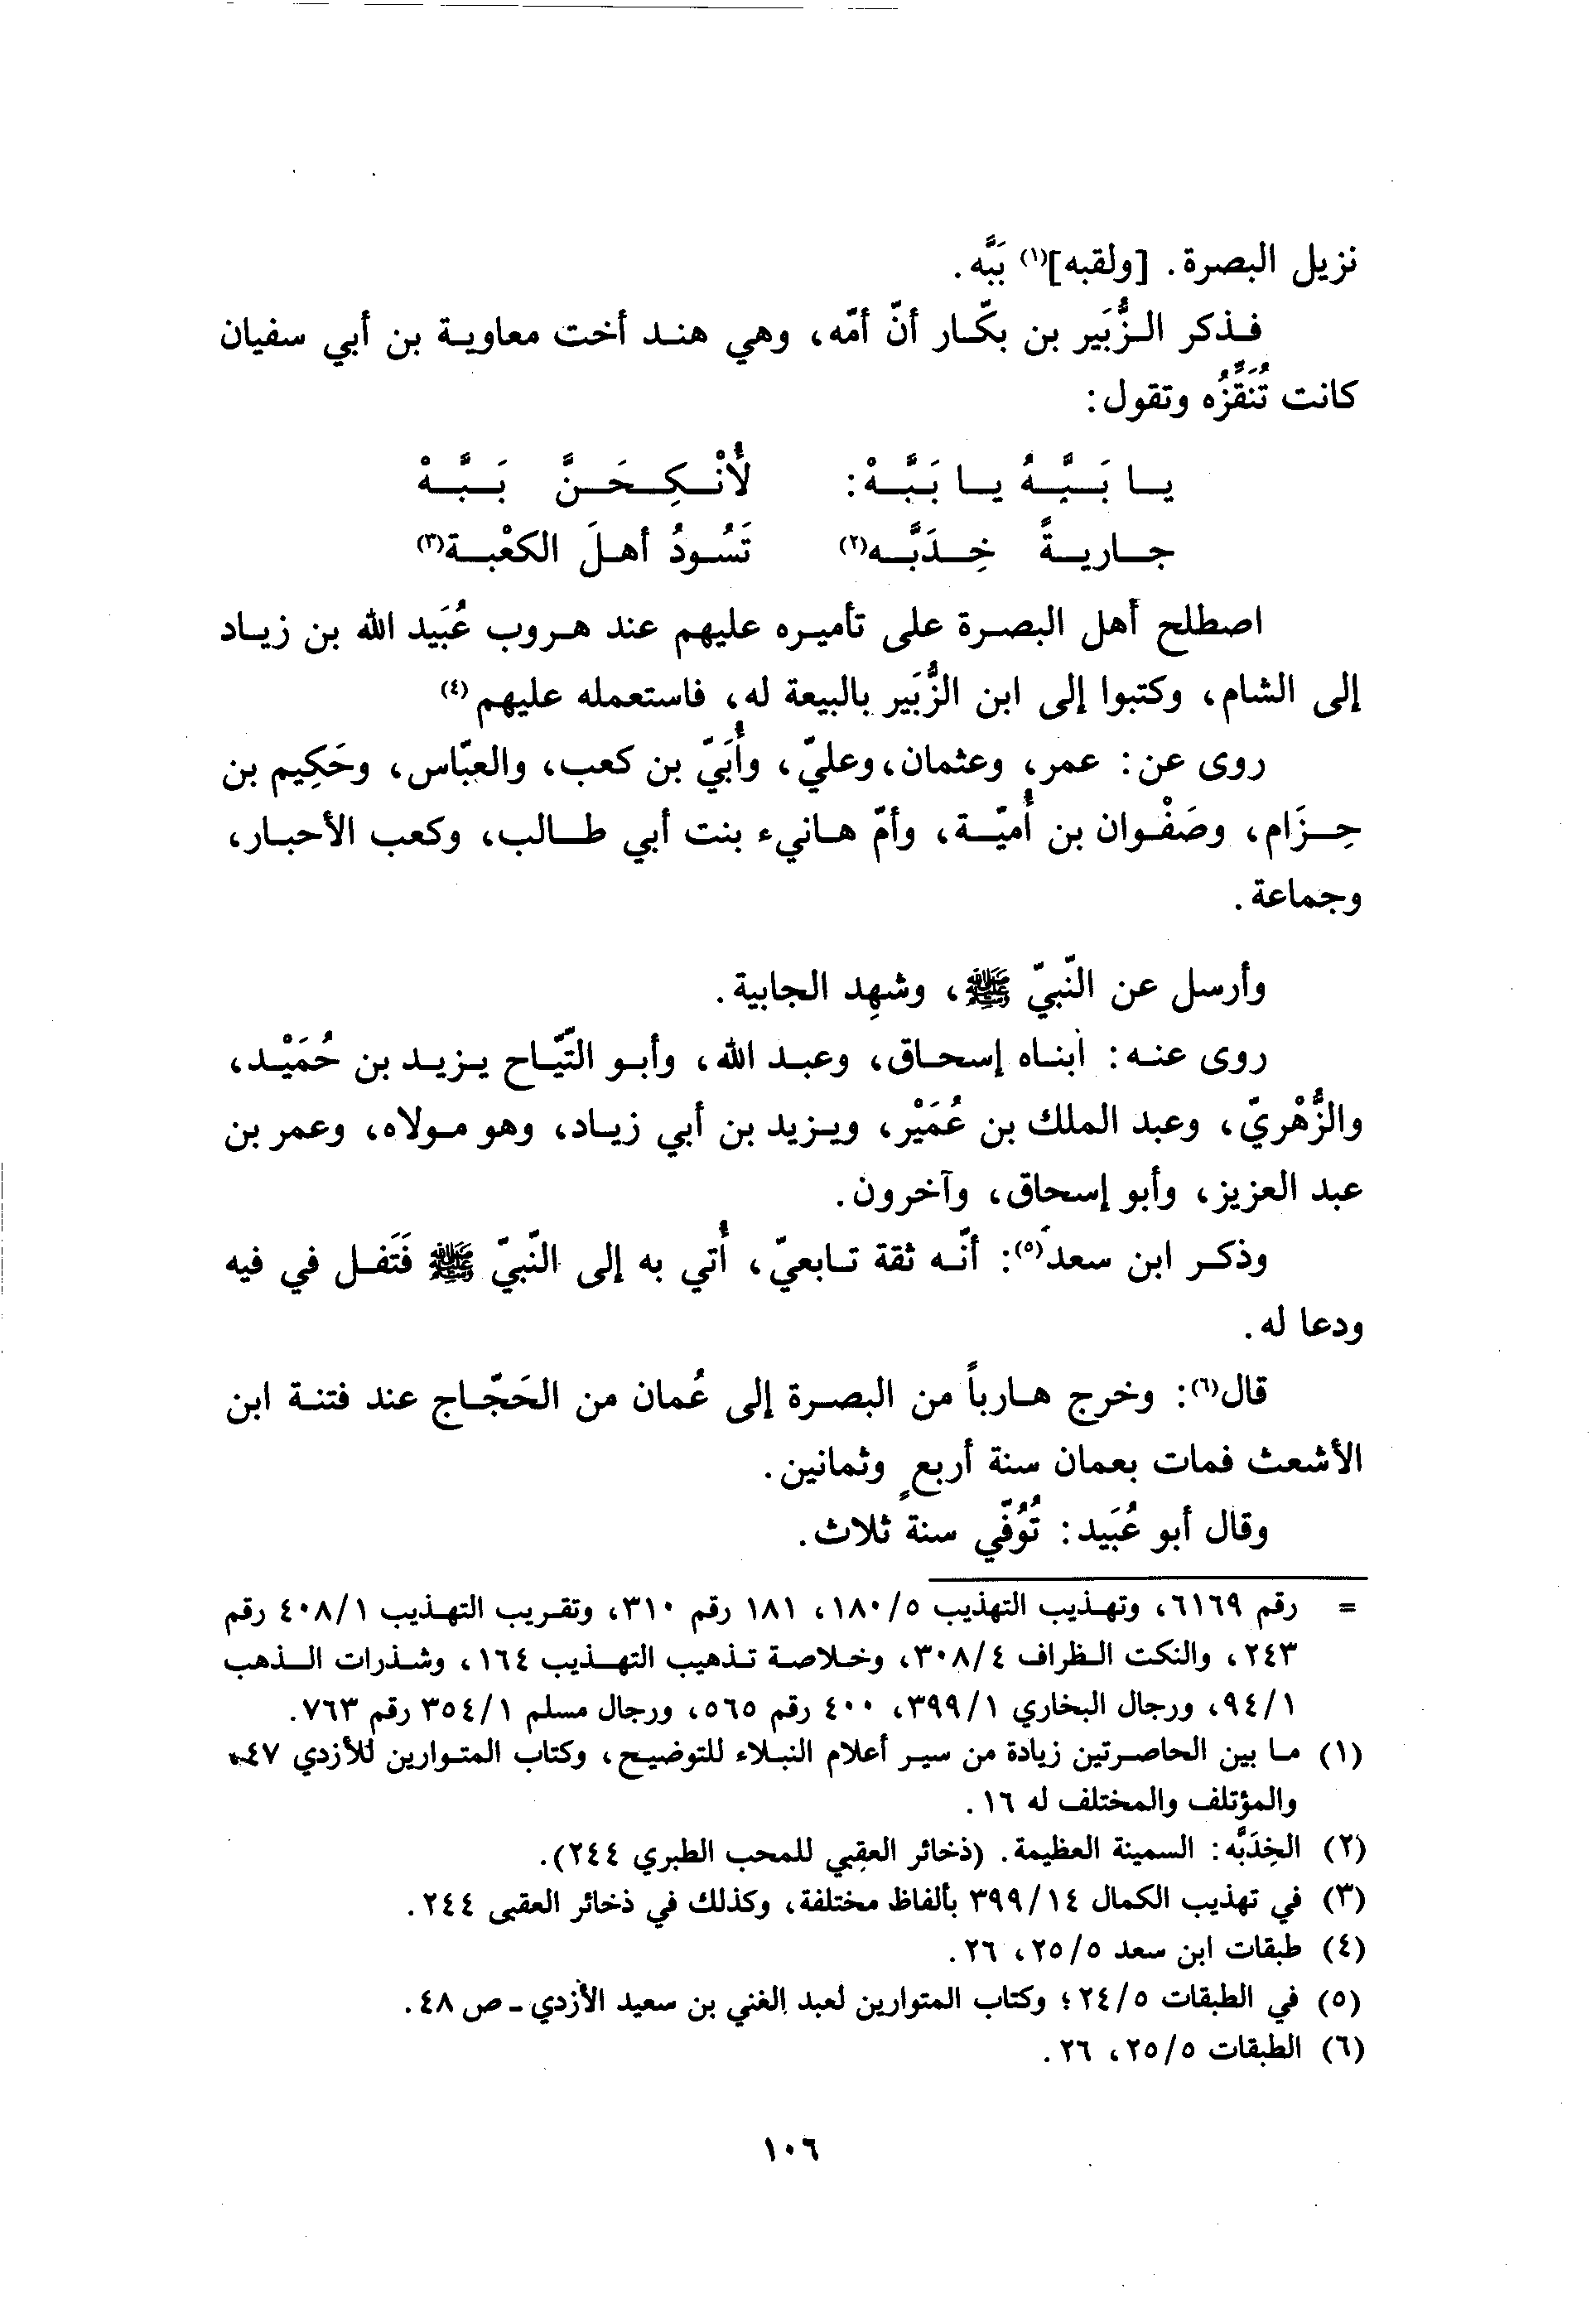 نزيل البصرة. [ولقبه]⁽¹⁾ بَبَّه.
فذكر الزُّبَير بن بكّار أنّ أمّه، وهي هند أخت معاوية بن أبي سفيان
كانت تُنَقِّزُه وتقول:
يا بَبَّهُ يا بَبَّهْ: لأُنْكِحَنَّ بَبَّهْ
جاريةً خِدَبَّه⁽٢⁾ تَسُودُ أهلَ الكعْبة⁽٣⁾
اصطلح أهل البصرة على تأميره عليهم عند هروب عُبَيد الله بن زياد
إلى الشام، وكتبوا إلى ابن الزُّبَير بالبيعة له، فاستعمله عليهم⁽٤⁾
روى عن: عمر، وعثمان، وعليّ، وأُبَيّ بن كعب، والعبّاس، وحَكِيم بن
حِزَام، وصَفْوان بن أُميّة، وأمّ هانيء بنت أبي طالب، وكعب الأحبار،
وجماعة.
وأرسل عن النّبيّ ﷺ، وشهِد الجابية.
روى عنه: ابناه إسحاق، وعبد الله، وأبو التّيّاح يزيد بن حُمَيْد،
والزُّهْريّ، وعبد الملك بن عُمَيْر، ويزيد بن أبي زياد، وهو مولاه، وعمر بن
عبد العزيز، وأبو إسحاق، وآخرون.
وذكر ابن سعد⁽٥⁾: أنّه ثقة تابعيّ، أُتي به إلى النّبيّ ﷺ فَتَفل في فيه
ودعا له.
قال⁽٦⁾: وخرج هارباً من البصرة إلى عُمان من الحَجّاج عند فتنة ابن
الأشعث فمات بعمان سنة أربعٍ وثمانين.
وقال أبو عُبَيد: تُوُفّي سنة ثلاث.
= رقم ٦١٦٩، وتهذيب التهذيب ١٨٠/٥، ١٨١ رقم ٣١٠، وتقريب التهذيب ٤٠٨/١ رقم
٢٤٣، والنكت الظراف ٣٠٨/٤، وخلاصة تذهيب التهذيب ١٦٤، وشذرات الذهب
٩٤/١، ورجال البخاري ٣٩٩/١، ٤٠٠ رقم ٥٦٥، ورجال مسلم ٣٥٤/١ رقم ٧٦٣.
(١) ما بين الحاصرتين زيادة من سير أعلام النبلاء للتوضيح، وكتاب المتوارين للأزدي ٤٧،
والمؤتلف والمختلف له ١٦.
(٢) الخِدَبَّه: السمينة العظيمة. (ذخائر العقبي للمحب الطبري ٢٤٤).
(٣) في تهذيب الكمال ٣٩٩/١٤ بألفاظ مختلفة، وكذلك في ذخائر العقبى ٢٤٤.
(٤) طبقات ابن سعد ٢٥/٥، ٢٦.
(٥) في الطبقات ٢٤/٥؛ وكتاب المتوارين لعبد الغني بن سعيد الأزدي - ص ٤٨.
(٦) الطبقات ٢٥/٥، ٢٦.
١٠٦